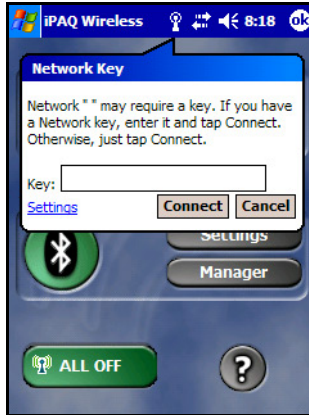 iPAQ Wireless 8:18 ok
Network Key
Network " " may require a key. If you have
a Network key, enter it and tap Connect.
Otherwise, just tap Connect.
Key:
Settings Connect Cancel
Settings
Manager
ALL OFF ?